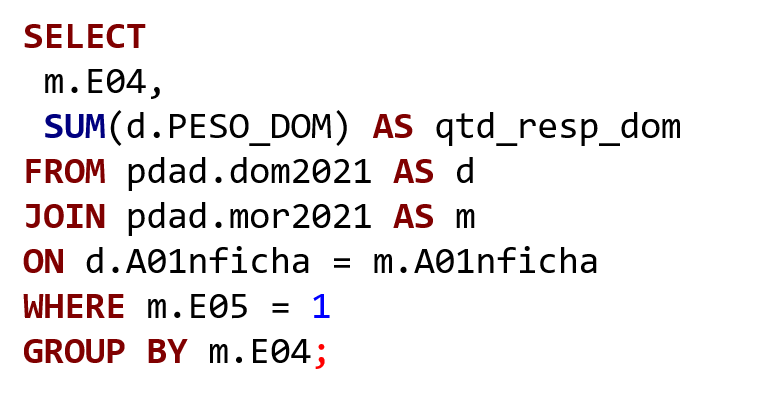 SELECT
 m.E04,
 SUM(d.PESO_DOM) AS qtd_resp_dom
FROM pdad.dom2021 AS d
JOIN pdad.mor2021 AS m
ON d.A01nficha = m.A01nficha
WHERE m.E05 = 1
GROUP BY m.E04;